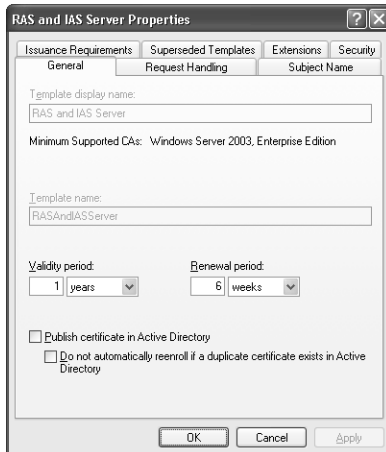 RAS and IAS Server Properties
Issuance Requirements Superseded Templates Extensions Security
General Request Handling Subject Name
Template display name:
RAS and IAS Server
Minimum Supported CAs: Windows Server 2003, Enterprise Edition
Template name:
RASAndIASServer
Validity period: Renewal period:
1 years 6 weeks
Publish certificate in Active Directory
Do not automatically reenroll if a duplicate certificate exists in Active
Directory
OK Cancel Apply